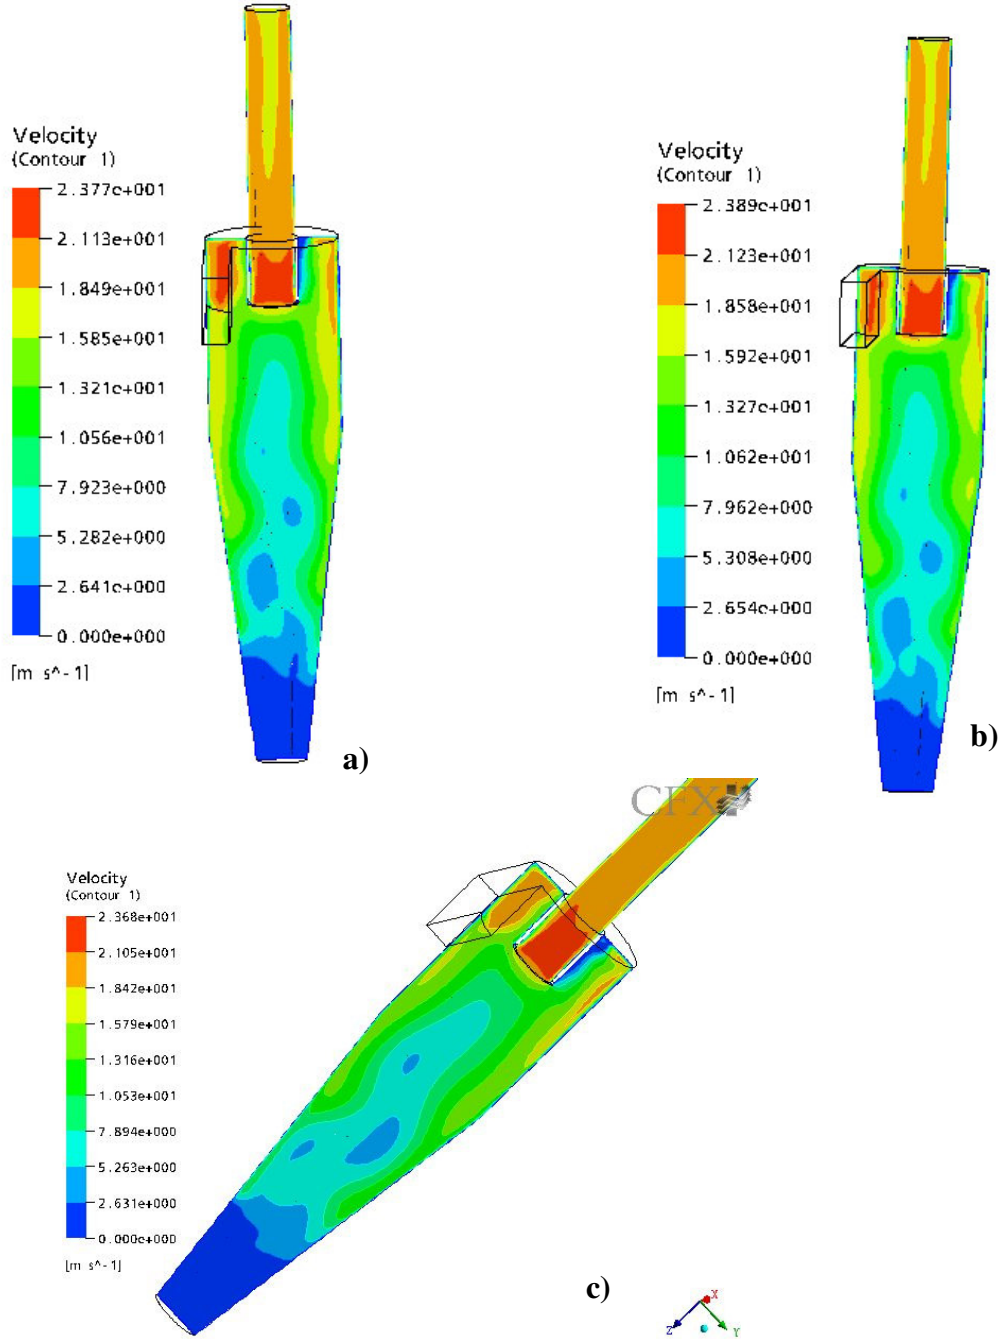 Velocity
(Contour 1)
2.377e+001
2.113e+001
1.849e+001
1.585e+001
1.321e+001
1.056e+001
7.923e+000
5.282e+000
2.641e+000
0.000e+000
[m s^-1]
a)
Velocity
(Contour 1)
2.389e+001
2.123e+001
1.858e+001
1.592e+001
1.327e+001
1.062e+001
7.962e+000
5.308e+000
2.654e+000
0.000e+000
[m s^-1]
b)
CFX
Velocity
(Contour 1)
2.368e+001
2.105e+001
1.842e+001
1.579e+001
1.316e+001
1.053e+001
7.894e+000
5.263e+000
2.631e+000
0.000e+000
[m s^-1]
c)
X
Z
Y